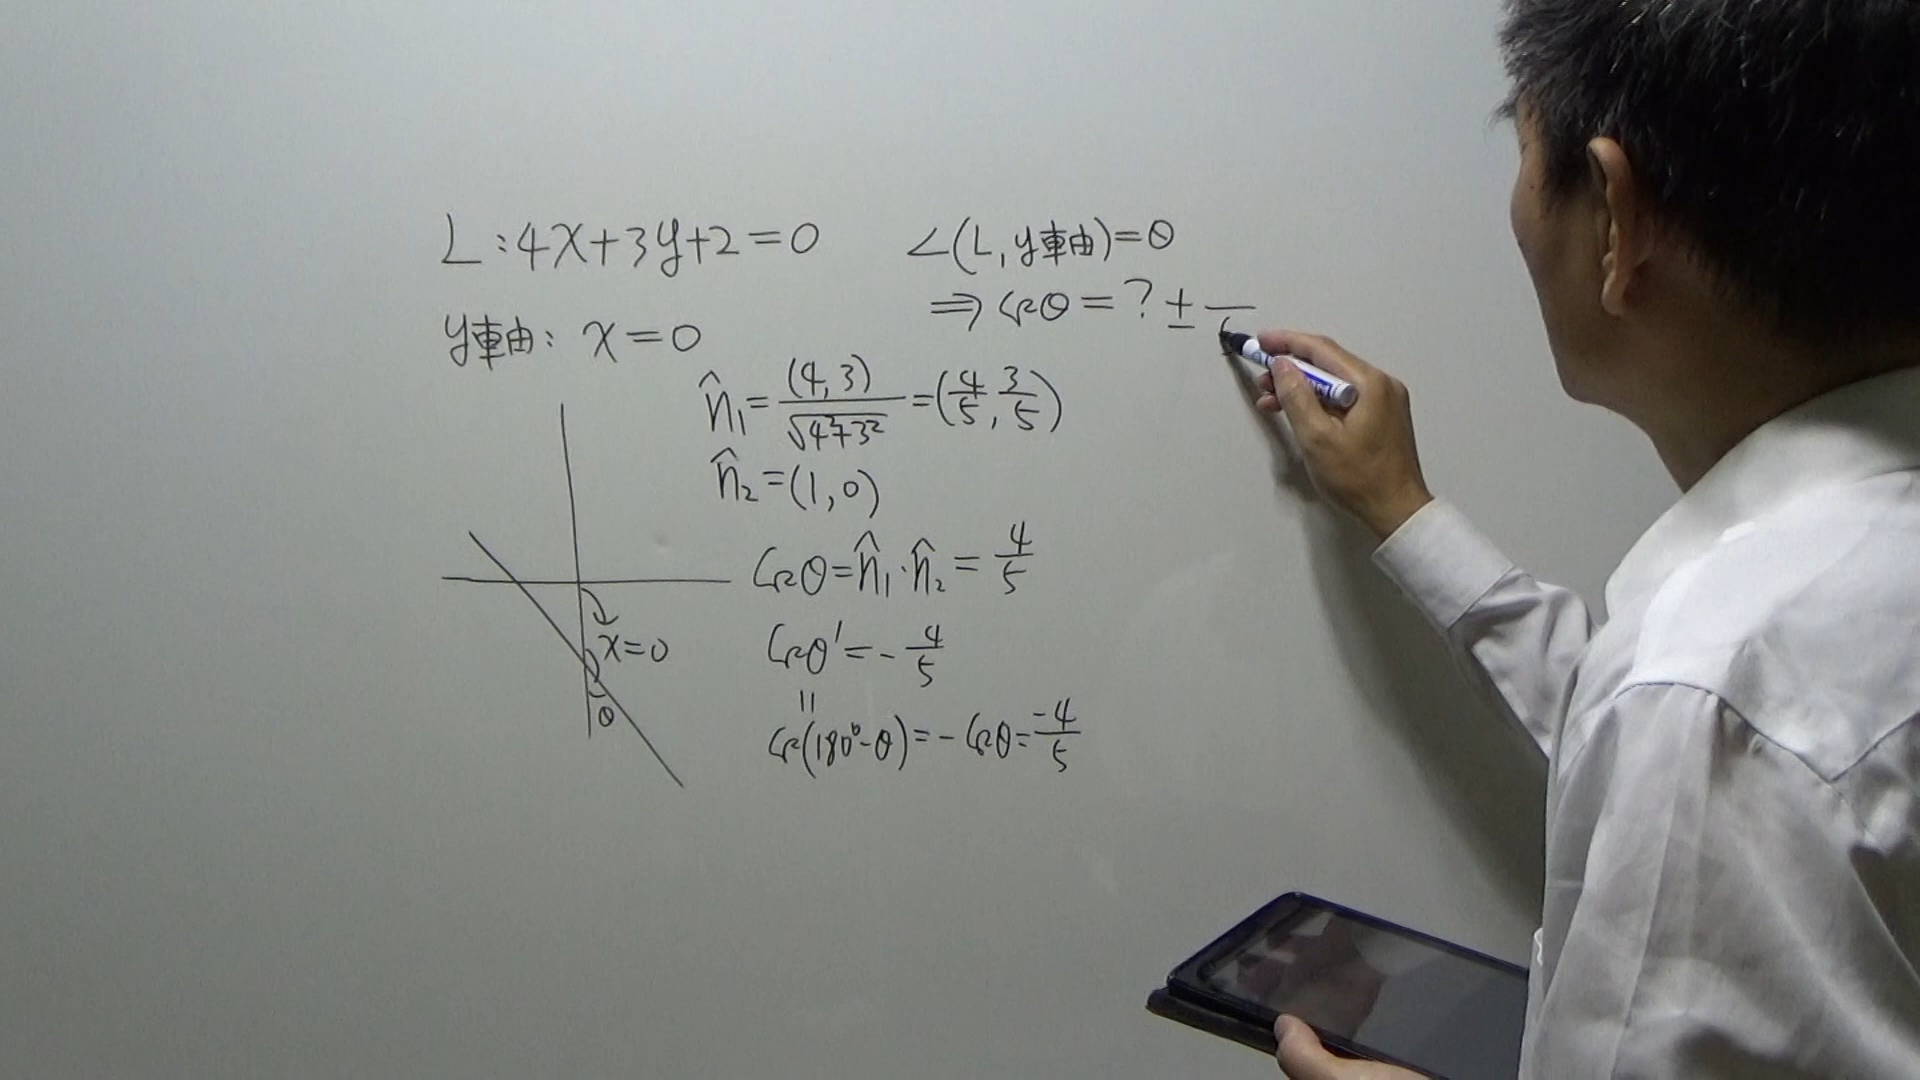 L:4x+3y+2=0
∠(L,y軸)=θ
⇒cosθ=?±
y軸:x=0
n̂₁=(4,3)/√4²+3²=(4/5,3/5)
n̂₂=(1,0)
cosθ=n̂₁·n̂₂=4/5
x=0
cosθ'=-4/5
=
θ
cos(180°-θ)=-cosθ=-4/5